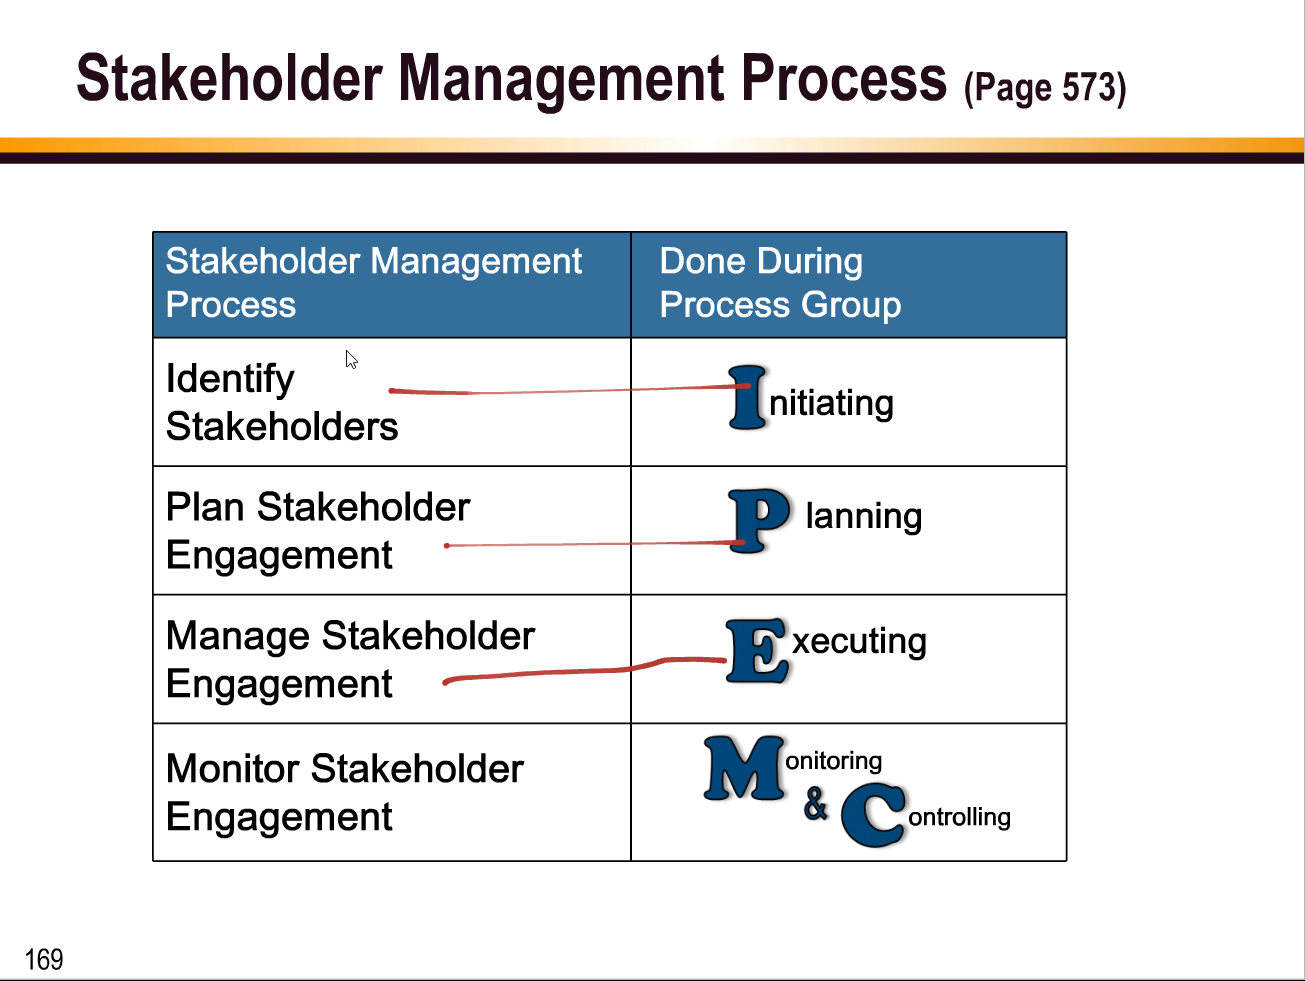 Stakeholder Management Process (Page 573)
Stakeholder Management
Process
Done During
Process Group
Identify
Stakeholders
Initiating
Plan Stakeholder
Engagement
Planning
Manage Stakeholder
Engagement
Executing
Monitor Stakeholder
Engagement
Monitoring
& Controlling
169